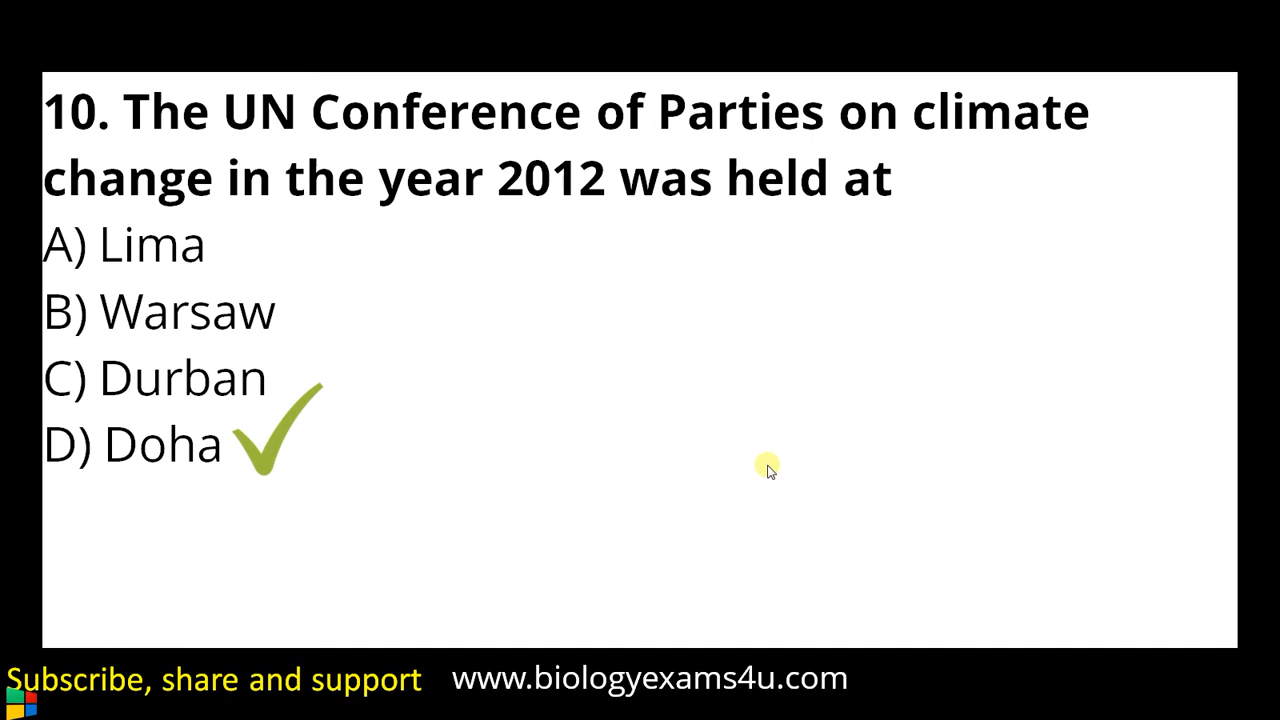 10. The UN Conference of Parties on climate
change in the year 2012 was held at
A) Lima
B) Warsaw
C) Durban
D) Doha
Subscribe, share and support www.biologyexams4u.com